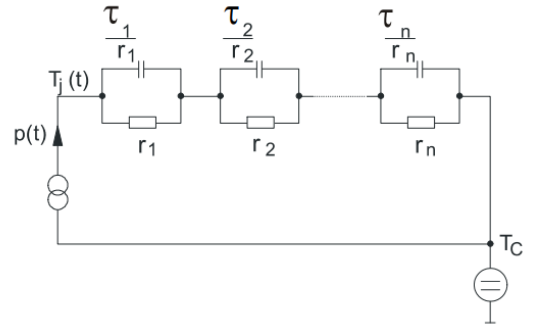 τ1 τ2 τn
r1 r2 rn
Tj (t)
p(t)
r1 r2 rn
TC